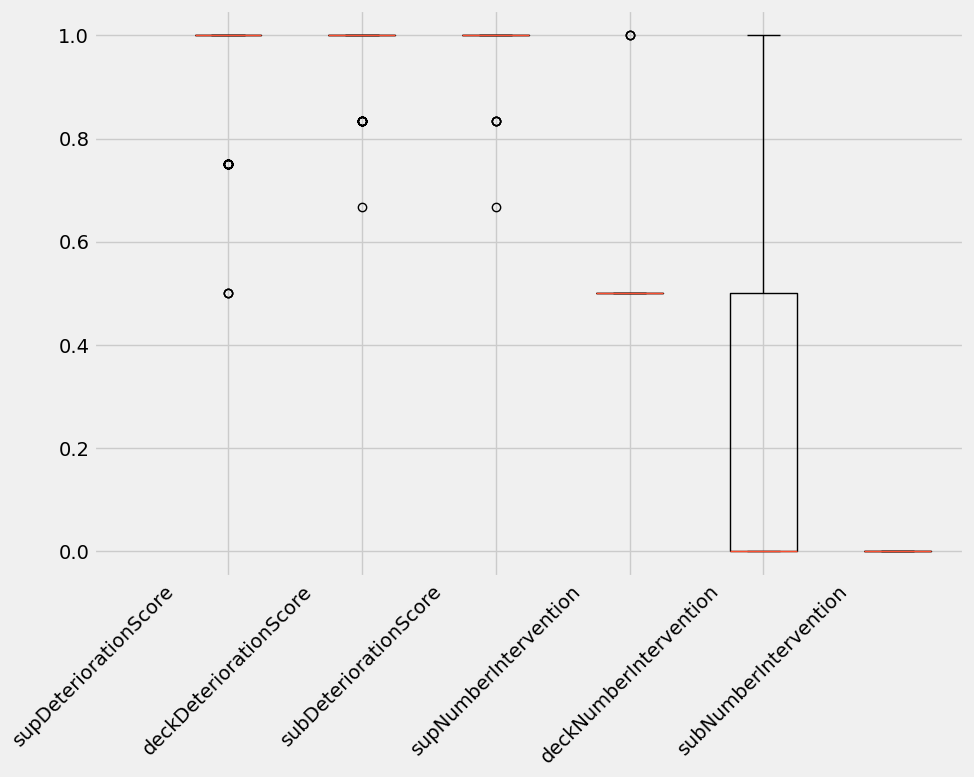 1.0
0.8
0.6
0.4
0.2
0.0
supDeteriorationScore
deckDeteriorationScore
subDeteriorationScore
supNumberIntervention
deckNumberIntervention
subNumberIntervention